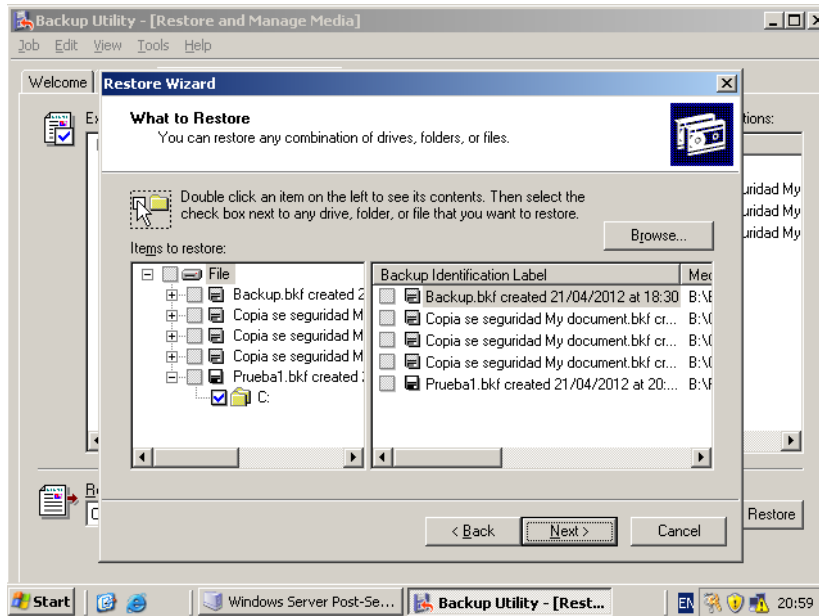 Backup Utility - [Restore and Manage Media]
Job Edit View Tools Help
Welcome
Restore Wizard
What to Restore
You can restore any combination of drives, folders, or files.
tions:
Double click an item on the left to see its contents. Then select the
check box next to any drive, folder, or file that you want to restore.
Browse...
Items to restore:
File
Backup.bkf created 2
Copia se seguridad M
Copia se seguridad M
Copia se seguridad M
Prueba1.bkf created
C:
Backup Identification Label
Backup.bkf created 21/04/2012 at 18:30 B:\
Copia se seguridad My document.bkf cr... B:\
Copia se seguridad My document.bkf cr... B:\
Copia se seguridad My document.bkf cr... B:\
Prueba1.bkf created 21/04/2012 at 20:... B:\
uridad My
uridad My
uridad My
< Back
Next >
Cancel
Restore
Start
Windows Server Post-Se...
Backup Utility - [Rest...
EN
20:59